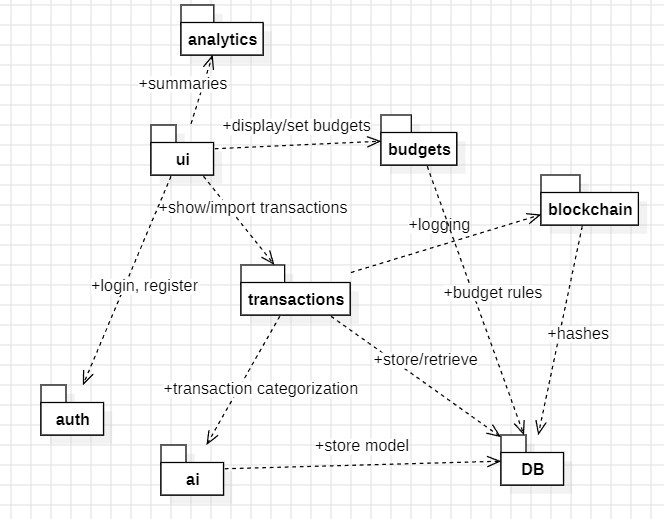 analytics
+summaries
+display/set budgets
budgets
ui
+show/import transactions
blockchain
+logging
+login, register
transactions
+budget rules
+hashes
+store/retrieve
+transaction categorization
auth
+store model
ai
DB